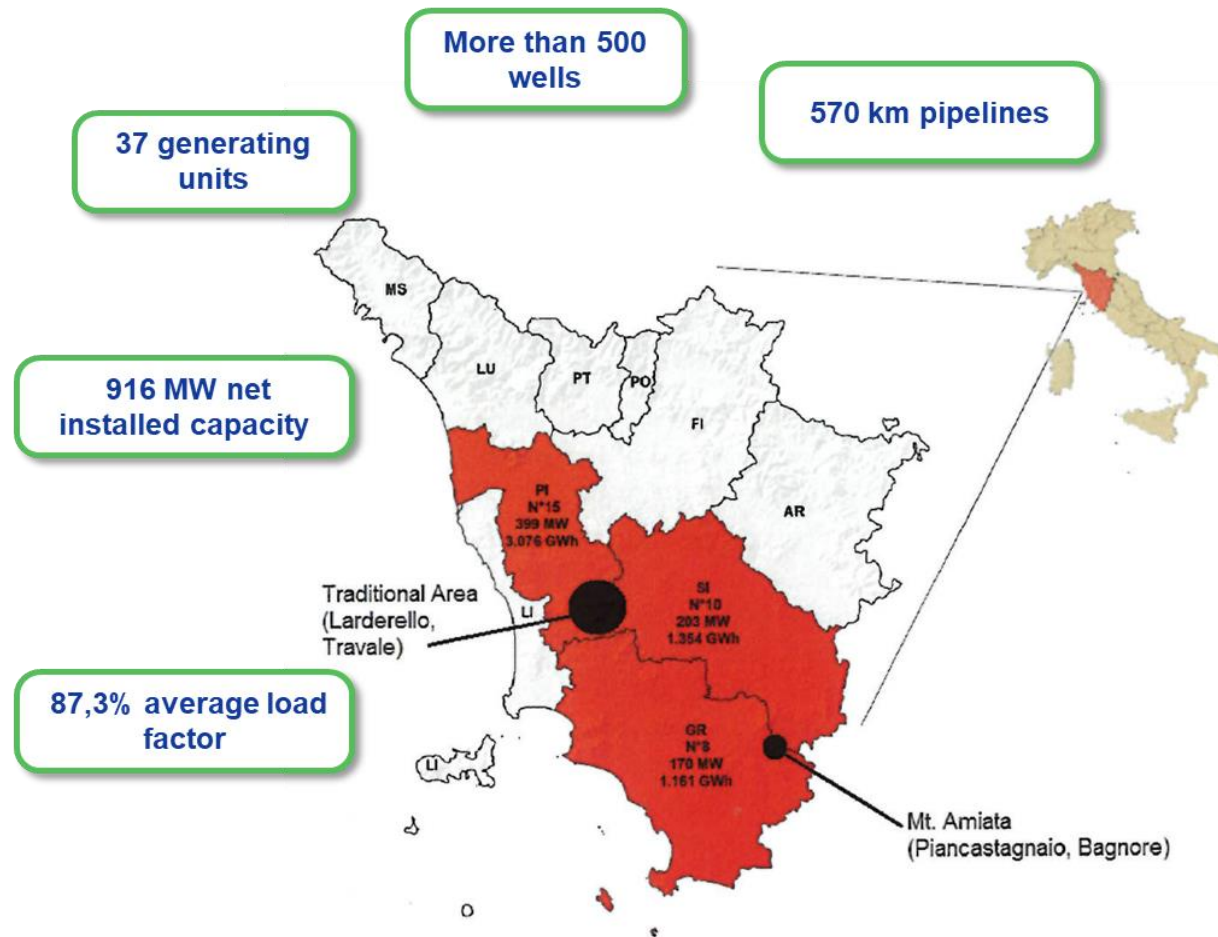 More than 500
wells
570 km pipelines
37 generating
units
MS
LU
PT
PO
916 MW net
installed capacity
FI
PI
N°15
399 MW
3.076 GWh
AR
Traditional Area
(Larderello,
Travale)
LI
SI
N°10
203 MW
1.354 GWh
87,3% average load
factor
GR
N°8
170 MW
1.161 GWh
LI
Mt. Amiata
(Piancastagnaio, Bagnore)